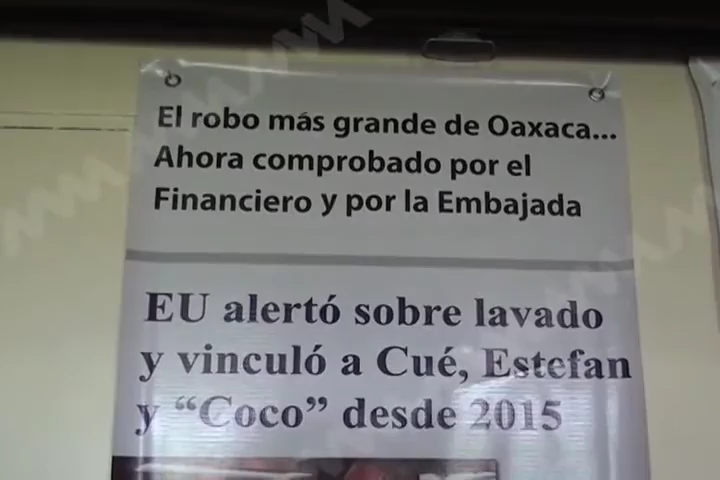 El robo más grande de Oaxaca...
Ahora comprobado por el
Financiero y por la Embajada
EU alertó sobre lavado
y vinculó a Cué, Estefan
y “Coco” desde 2015